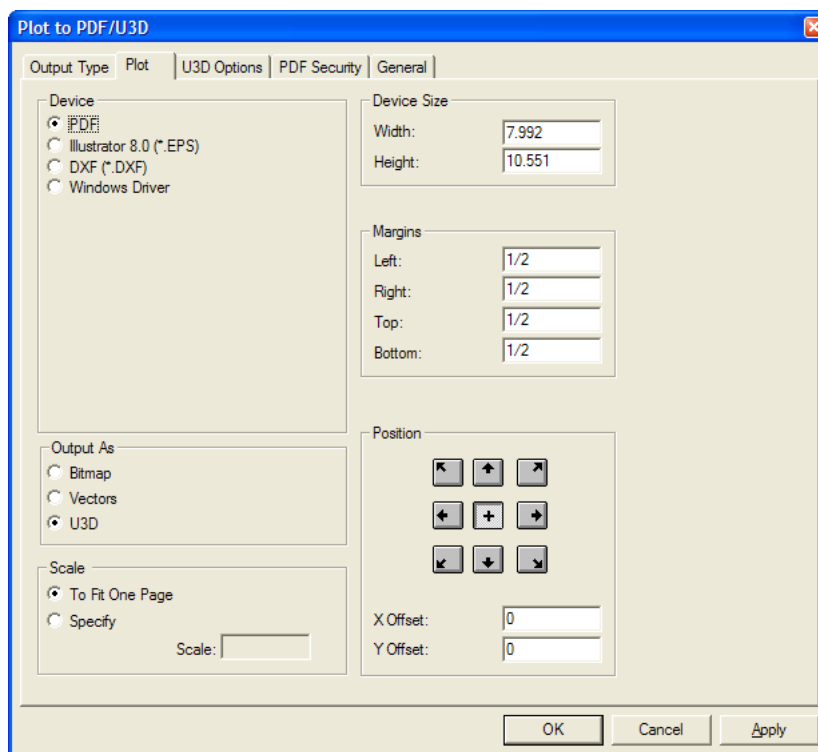 Plot to PDF/U3D
Output Type
Plot
U3D Options
PDF Security
General
Device
PDF
Illustrator 8.0 (*.EPS)
DXF (*.DXF)
Windows Driver
Output As
Bitmap
Vectors
U3D
Scale
To Fit One Page
Specify
Scale:
Device Size
Width: 7.992
Height: 10.551
Margins
Left: 1/2
Right: 1/2
Top: 1/2
Bottom: 1/2
Position
X Offset: 0
Y Offset: 0
OK
Cancel
Apply